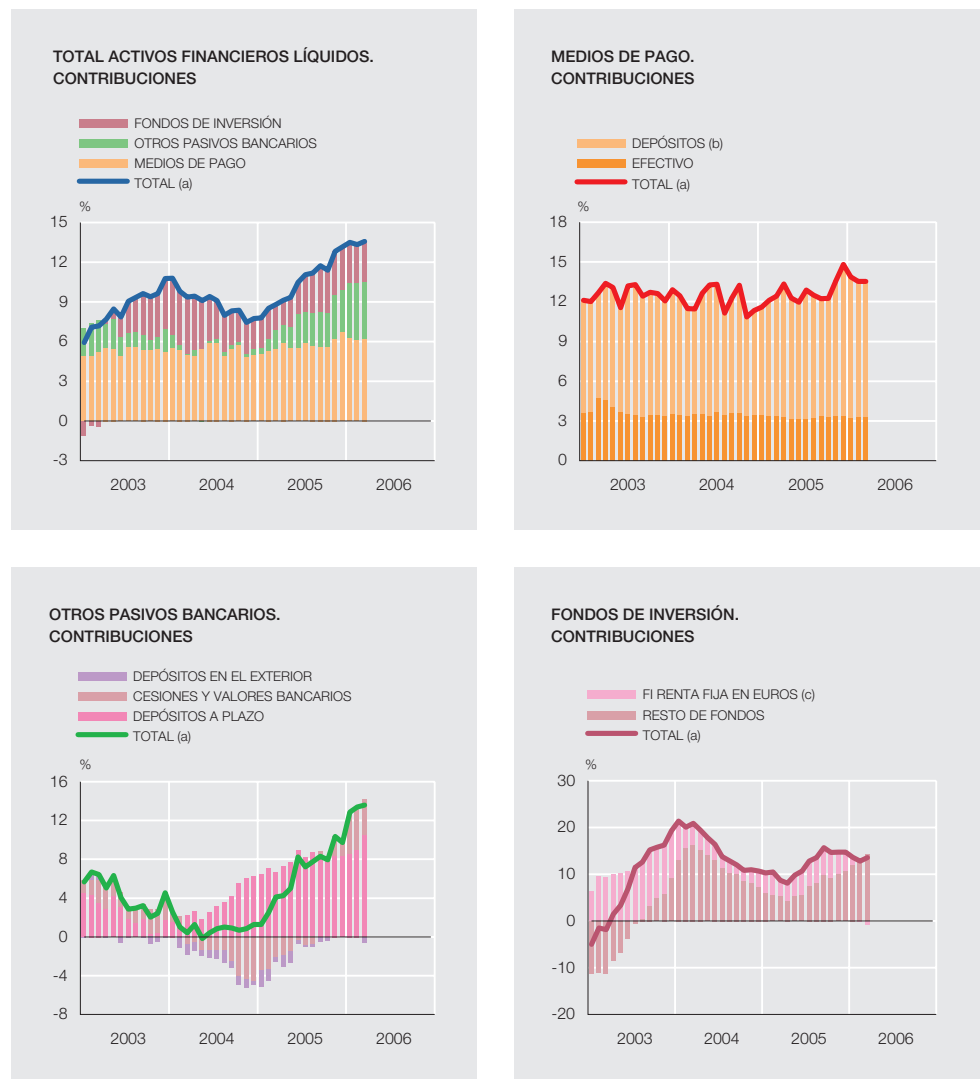 TOTAL ACTIVOS FINANCIEROS LÍQUIDOS.
CONTRIBUCIONES
FONDOS DE INVERSIÓN
OTROS PASIVOS BANCARIOS
MEDIOS DE PAGO
TOTAL (a)
%
15
12
9
6
3
0
-3
2003 2004 2005 2006
MEDIOS DE PAGO.
CONTRIBUCIONES
DEPÓSITOS (b)
EFECTIVO
TOTAL (a)
%
18
15
12
9
6
3
0
2003 2004 2005 2006
OTROS PASIVOS BANCARIOS.
CONTRIBUCIONES
DEPÓSITOS EN EL EXTERIOR
CESIONES Y VALORES BANCARIOS
DEPÓSITOS A PLAZO
TOTAL (a)
%
16
12
8
4
0
-4
-8
2003 2004 2005 2006
FONDOS DE INVERSIÓN.
CONTRIBUCIONES
FI RENTA FIJA EN EUROS (c)
RESTO DE FONDOS
TOTAL (a)
%
30
20
10
0
-10
-20
2003 2004 2005 2006